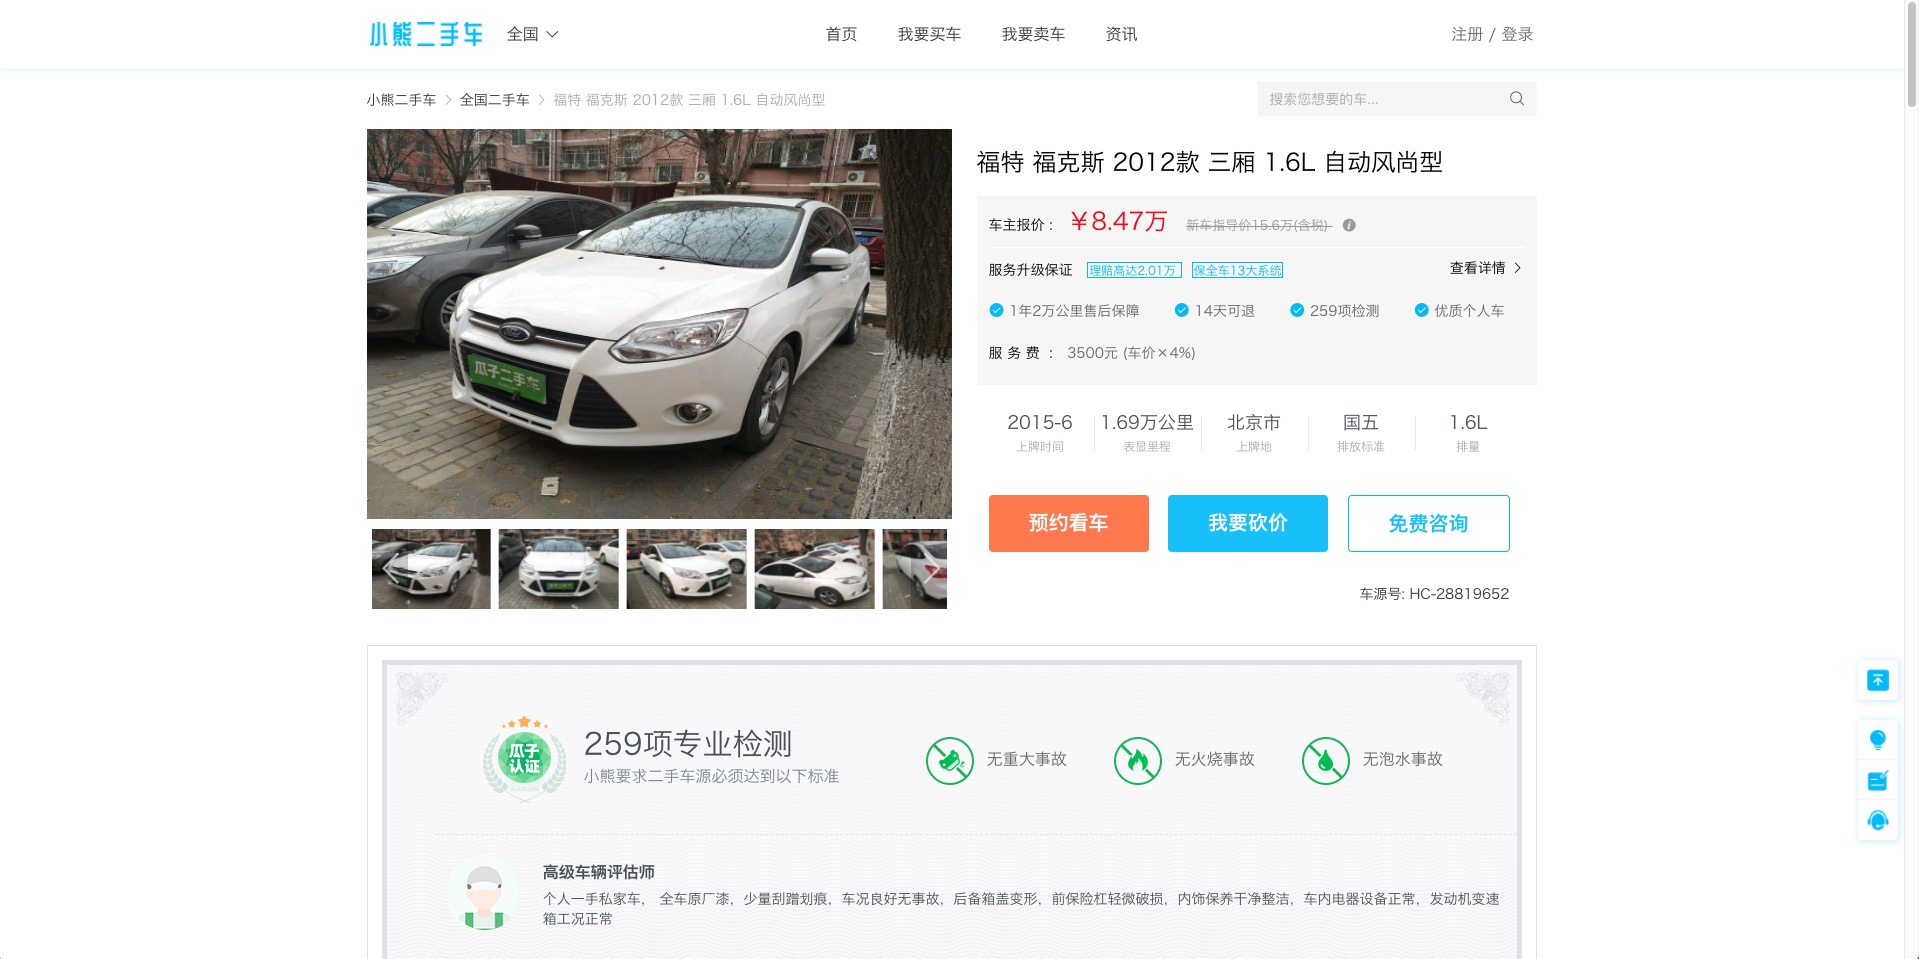 小熊二手车
全国
首页
我要买车
我要卖车
资讯
注册 / 登录
小熊二手车 > 全国二手车 > 福特 福克斯 2012款 三厢 1.6L 自动风尚型
搜索您想要的车...
福特 福克斯 2012款 三厢 1.6L 自动风尚型
瓜子二手车
车主报价： ￥8.47万 新车指导价15.6万(含税)
服务升级保证 理赔高达2.01万 保全车13大系统 查看详情
1年2万公里售后保障 14天可退 259项检测 优质个人车
服 务 费 ： 3500元 (车价×4%)
2015-6 1.69万公里 北京市 国五 1.6L
上牌时间 表显里程 上牌地 排放标准 排量
预约看车 我要砍价 免费咨询
车源号: HC-28819652
瓜子
认证
259项专业检测
小熊要求二手车源必须达到以下标准
无重大事故 无火烧事故 无泡水事故
高级车辆评估师
个人一手私家车， 全车原厂漆，少量刮蹭划痕，车况良好无事故，后备箱盖变形，前保险杠轻微破损，内饰保养干净整洁，车内电器设备正常，发动机变速
箱工况正常